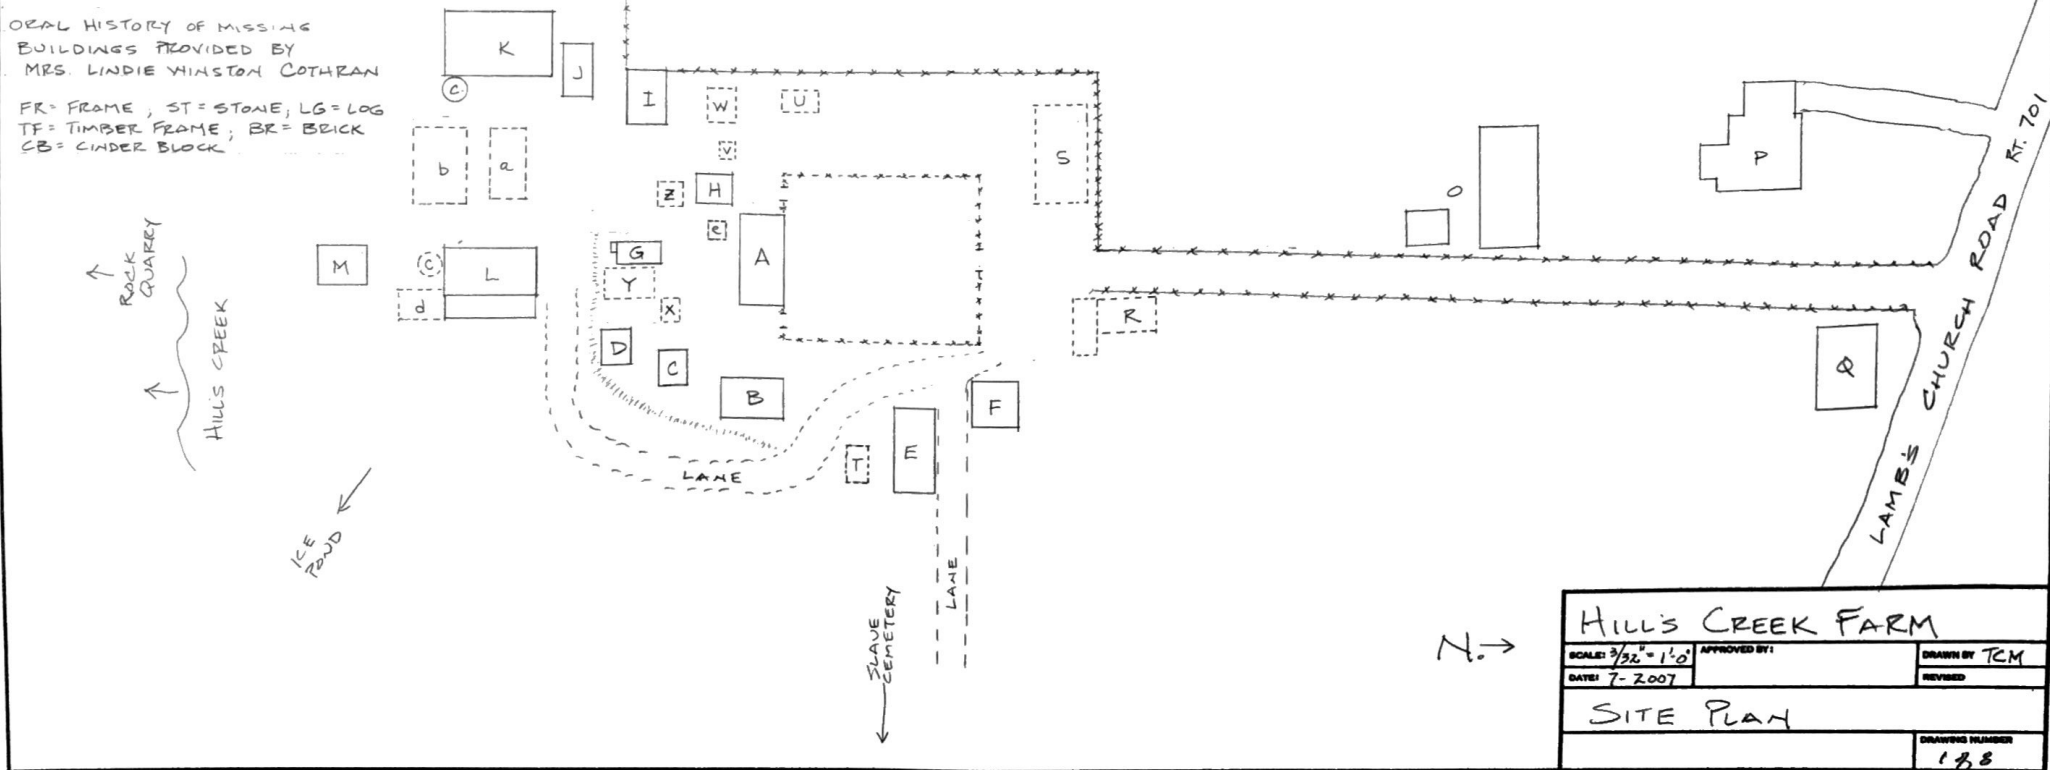 ORAL HISTORY OF MISSING
BUILDINGS PROVIDED BY
MRS. LINDIE WINSTON COTHRAN
FR = FRAME ; ST = STONE; LG = LOG
TF = TIMBER FRAME ; BR = BRICK
CB = CINDER BLOCK
K
J
C
I
W
U
S
b
a
V
Z
H
e
A
O
P
RT. 701
LAMB'S CHURCH ROAD
ROCK
QUARRY
HILL'S CREEK
M
C
L
d
G
Y
X
D
C
B
R
Q
F
E
T
LANE
LANE
ICE
POND
SLAVE
CEMETERY
N.
HILL'S CREEK FARM
SCALE: 3/32" = 1'-0"
APPROVED BY:
DRAWN BY TCM
DATE: 7-2007
REVISED
SITE PLAN
DRAWING NUMBER
1 of 8